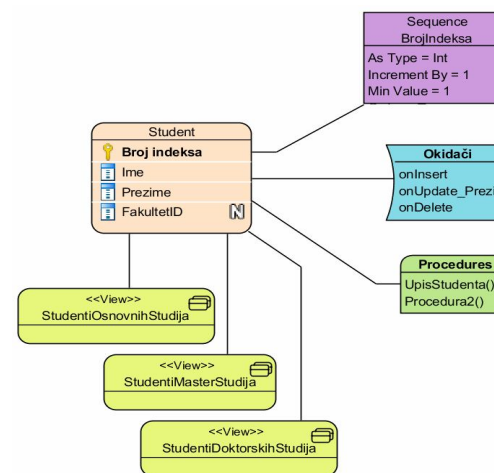 Sequence
BrojIndeksa
As Type = Int
Increment By = 1
Min Value = 1
Student
Broj indeksa
Ime
Prezime
FakultetID
N
Okidači
onInsert
onUpdate_Prezi
onDelete
Procedures
UpisStudenta()
Procedura2()
<<View>>
StudentiOsnovnihStudija
<<View>>
StudentiMasterStudija
<<View>>
StudentiDoktorskihStudija